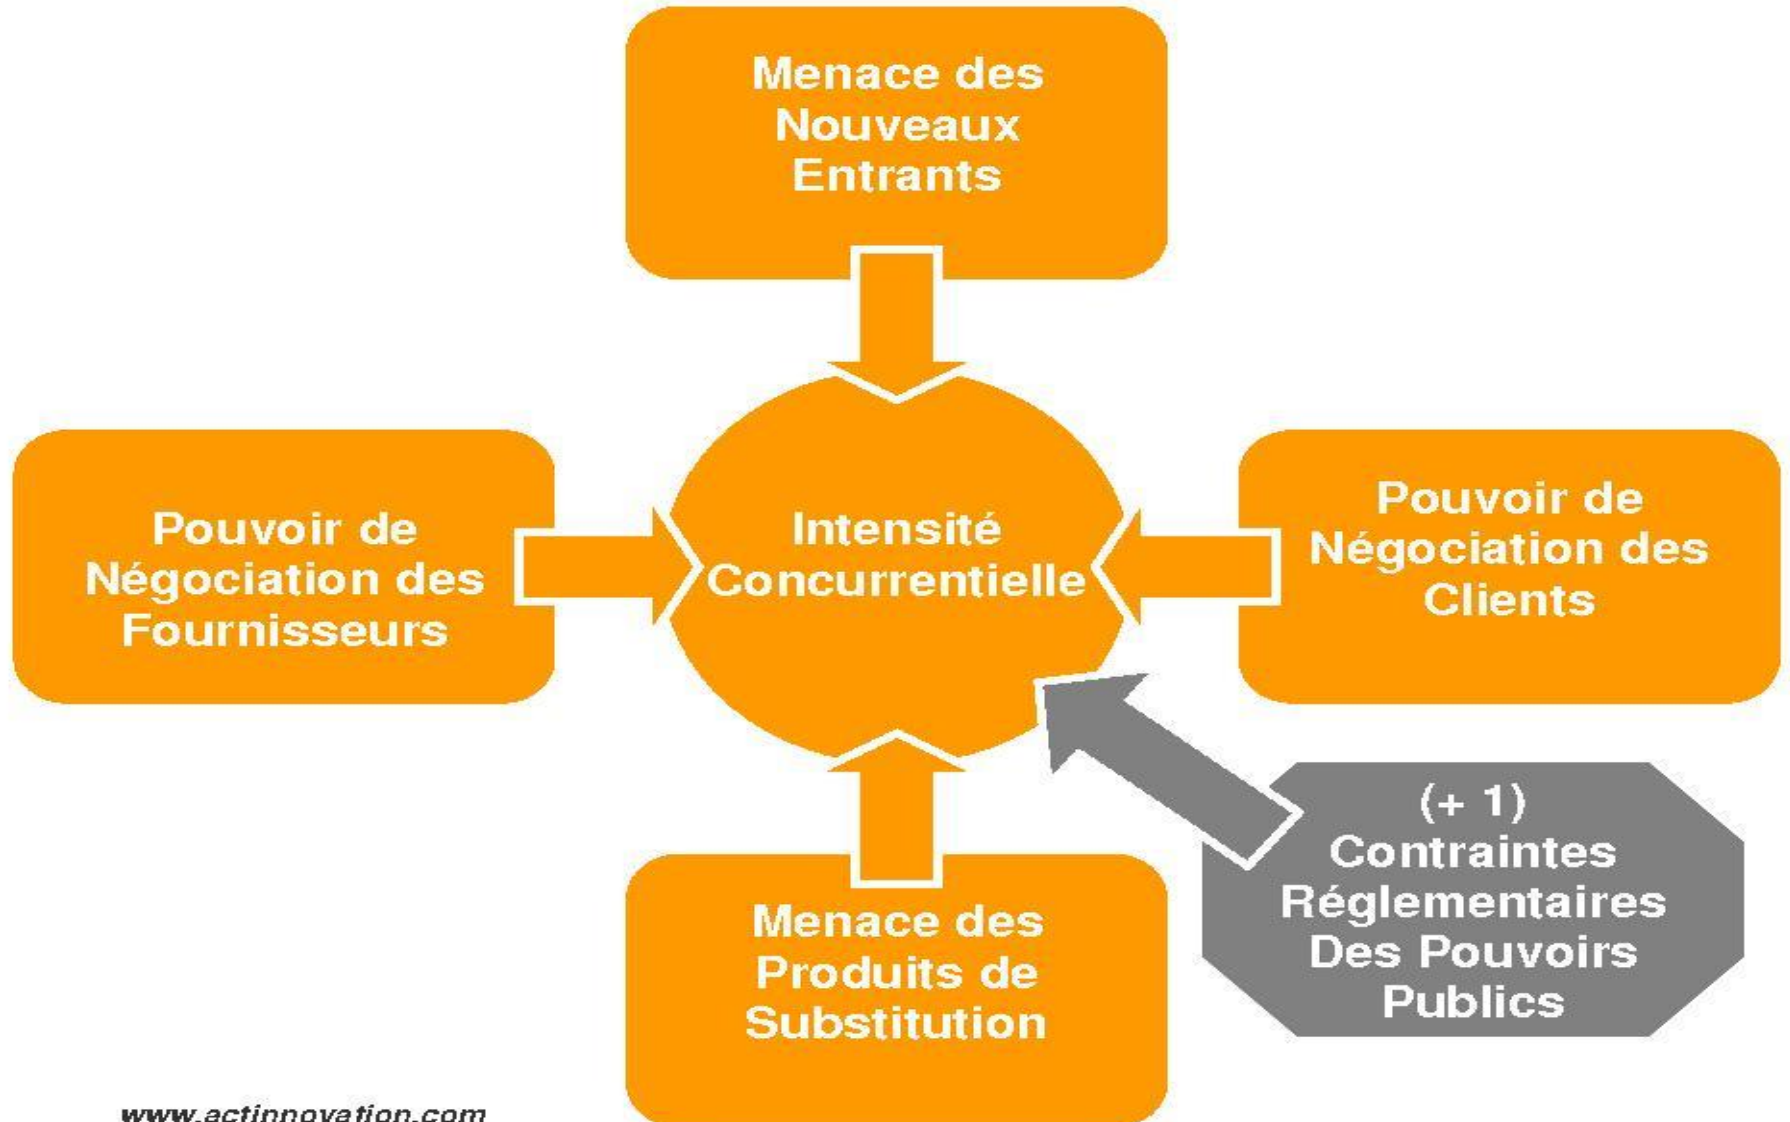 Menace des
Nouveaux
Entrants
Pouvoir de
Négociation des
Fournisseurs
Intensité
Concurrentielle
Pouvoir de
Négociation des
Clients
(+ 1)
Contraintes
Réglementaires
Des Pouvoirs
Publics
Menace des
Produits de
Substitution
www.actinnovation.com